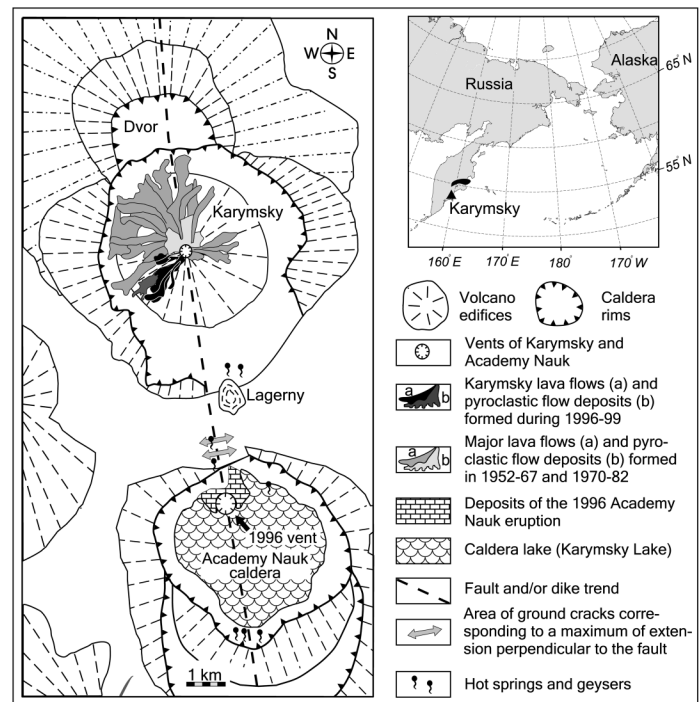 N
W E
S
Dvor
Karymsky
Lagerny
1996 vent
Academy Nauk
caldera
1 km
Alaska
65°N
Russia
55°N
Karymsky
160°E 170°E 180° 170°W
Volcano
edifices
Caldera
rims
Vents of Karymsky and
Academy Nauk
a b
Karymsky lava flows (a) and
pyroclastic flow deposits (b)
formed during 1996-99
a b
Major lava flows (a) and pyro-
clastic flow deposits (b) formed
in 1952-67 and 1970-82
Deposits of the 1996 Academy
Nauk eruption
Caldera lake (Karymsky Lake)
Fault and/or dike trend
Area of ground cracks corre-
sponding to a maximum of exten-
sion perpendicular to the fault
Hot springs and geysers